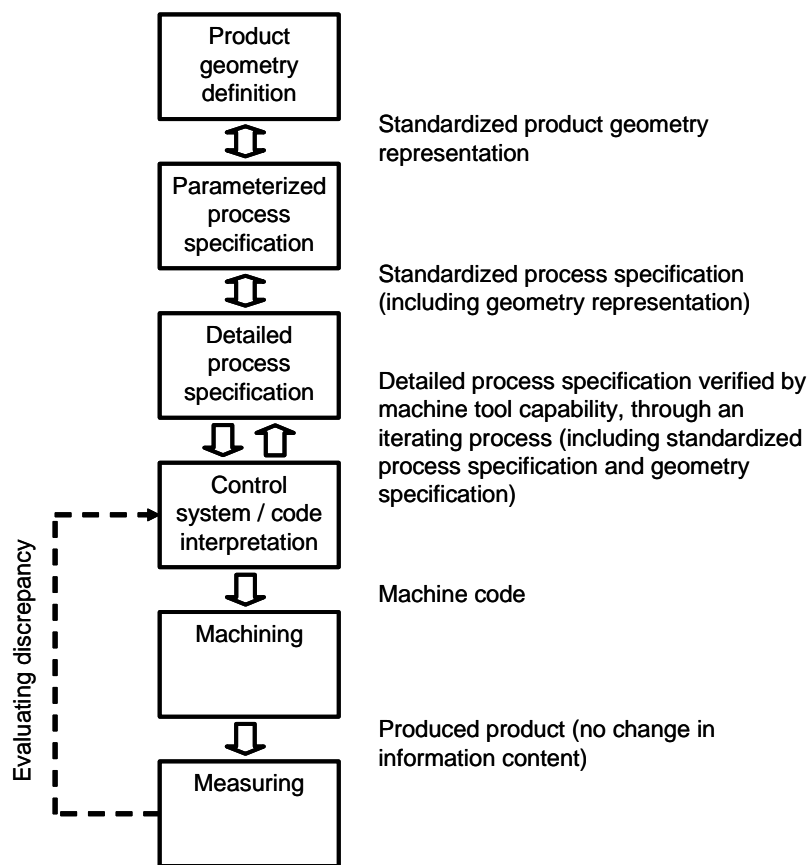 Product
geometry
definition
Standardized product geometry
representation
Parameterized
process
specification
Standardized process specification
(including geometry representation)
Detailed
process
specification
Detailed process specification verified by
machine tool capability, through an
iterating process (including standardized
process specification and geometry
specification)
Control
system / code
interpretation
Evaluating discrepancy
Machine code
Machining
Produced product (no change in
information content)
Measuring